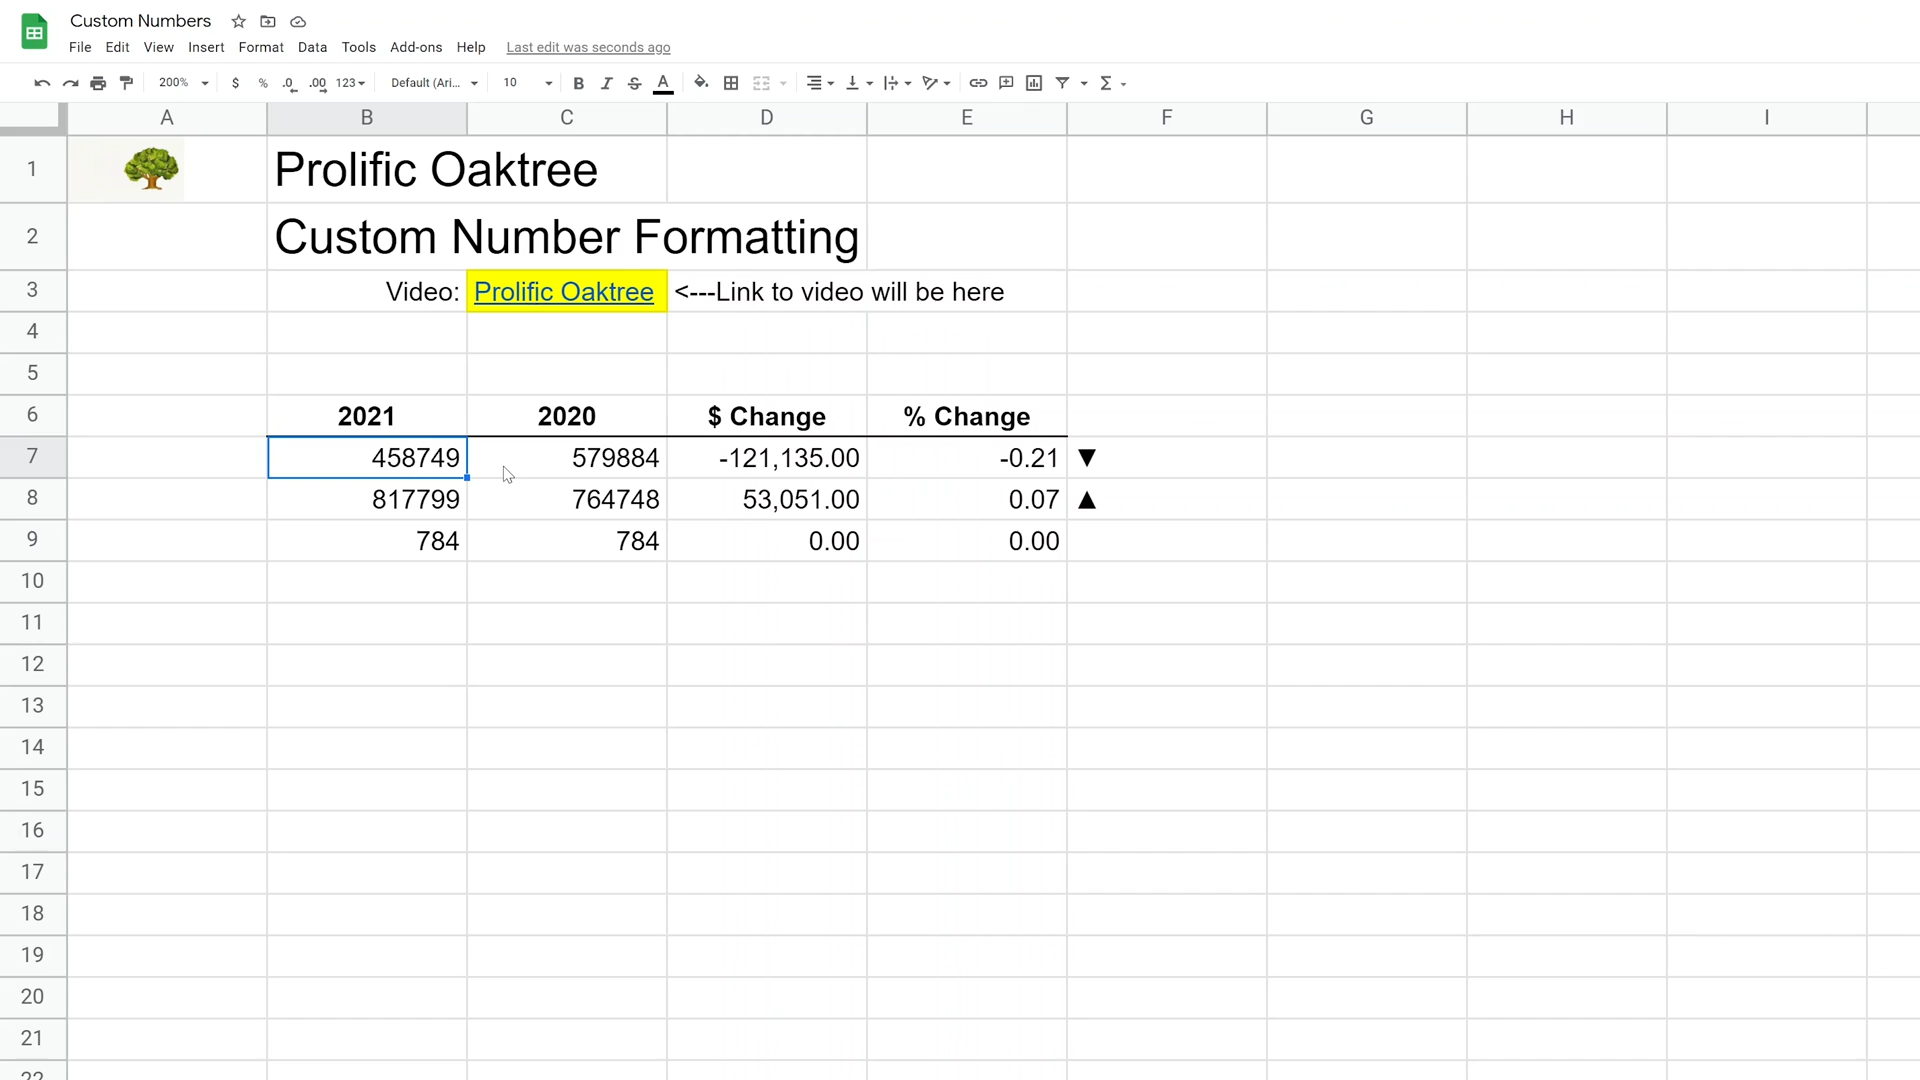 Custom Numbers
File Edit View Insert Format Data Tools Add-ons Help Last edit was seconds ago
200% $ % .0 .00 123 Default (Ari... 10 B I S A Σ
A B C D E F G H I
1 Prolific Oaktree
2 Custom Number Formatting
3 Video: Prolific Oaktree <---Link to video will be here
4
5
6 2021 2020 $ Change % Change
7 458749 579884 -121,135.00 -0.21 ▼
8 817799 764748 53,051.00 0.07 ▲
9 784 784 0.00 0.00
10
11
12
13
14
15
16
17
18
19
20
21
22